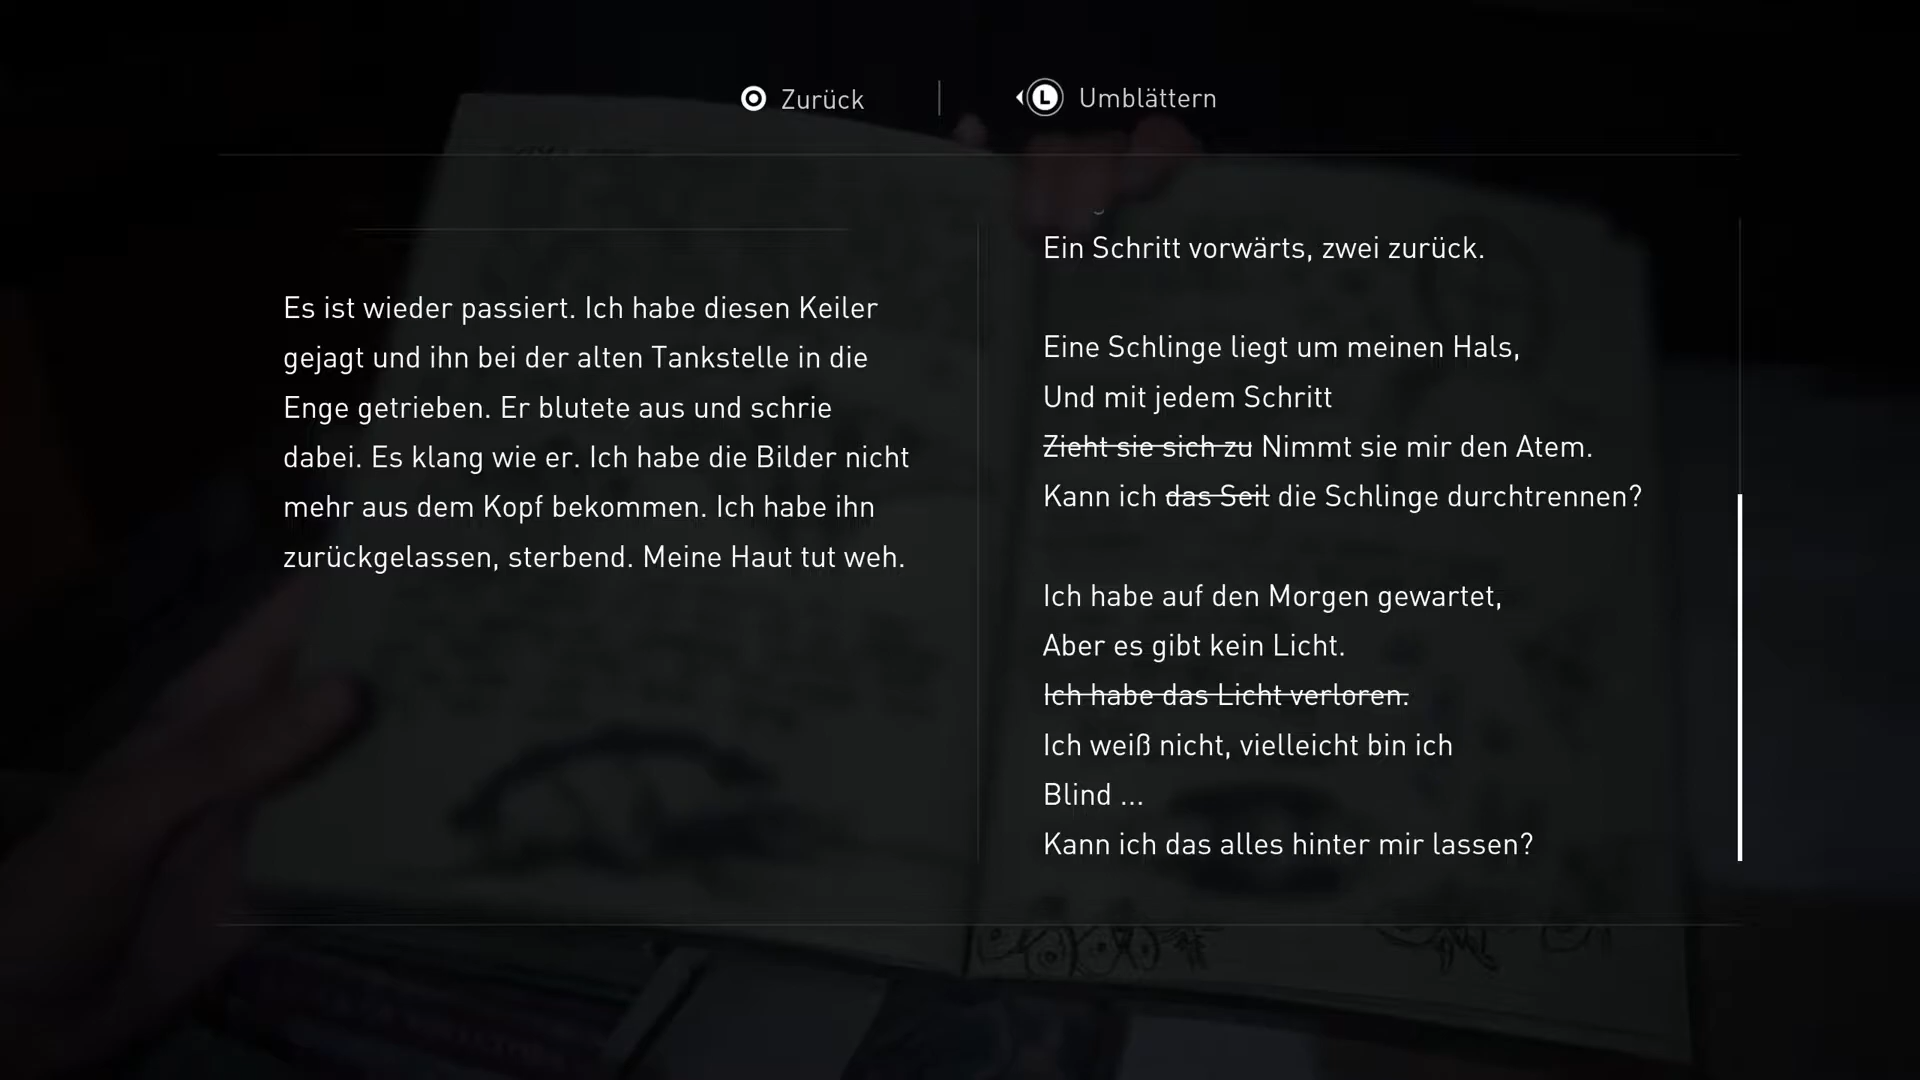 Zurück
L Umblättern
Es ist wieder passiert. Ich habe diesen Keiler
gejagt und ihn bei der alten Tankstelle in die
Enge getrieben. Er blutete aus und schrie
dabei. Es klang wie er. Ich habe die Bilder nicht
mehr aus dem Kopf bekommen. Ich habe ihn
zurückgelassen, sterbend. Meine Haut tut weh.
Ein Schritt vorwärts, zwei zurück.
Eine Schlinge liegt um meinen Hals,
Und mit jedem Schritt
Zieht sie sich zu Nimmt sie mir den Atem.
Kann ich das Seil die Schlinge durchtrennen?
Ich habe auf den Morgen gewartet,
Aber es gibt kein Licht.
Ich habe das Licht verloren.
Ich weiß nicht, vielleicht bin ich
Blind ...
Kann ich das alles hinter mir lassen?